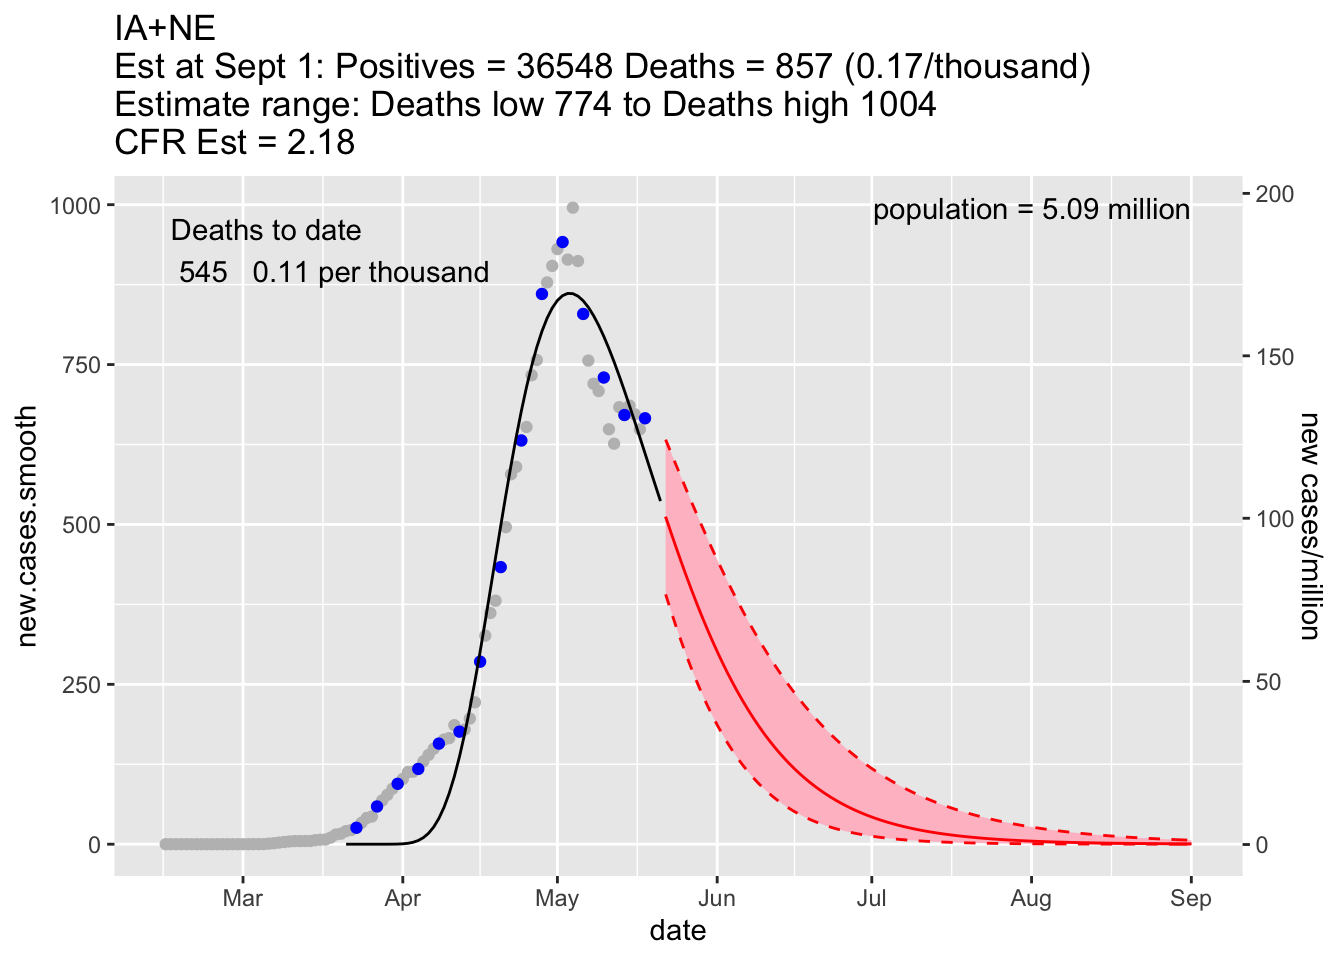 IA+NE
Est at Sept 1: Positives = 36548 Deaths = 857 (0.17/thousand)
Estimate range: Deaths low 774 to Deaths high 1004
CFR Est = 2.18
Deaths to date
545 0.11 per thousand
population = 5.09 million
1000
750
500
250
0
new.cases.smooth
200
150
100
50
0
new cases/million
Mar Apr May Jun Jul Aug Sep
date